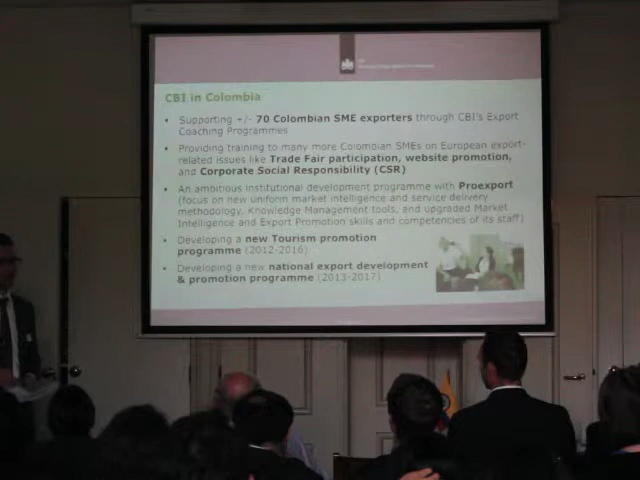 CBI in Colombia
• Supporting +/- 70 Colombian SME exporters through CBI's Export
Coaching Programmes
• Providing training to many more Colombian SMEs on European export-
related issues like Trade Fair participation, website promotion,
and Corporate Social Responsibility (CSR)
• An ambitious institutional development programme with Proexport
(focus on new uniform market intelligence and service delivery
methodology, Knowledge Management tools, and upgraded Market
Intelligence and Export Promotion skills and competencies of its staff)
• Developing a new Tourism promotion
programme (2012-2016)
• Developing a new national export development
& promotion programme (2013-2017)